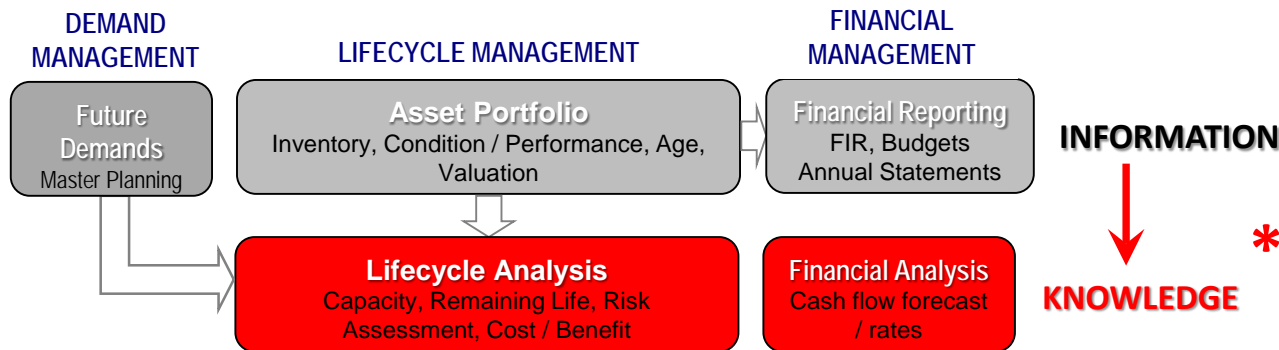 DEMAND
MANAGEMENT
LIFECYCLE MANAGEMENT
FINANCIAL
MANAGEMENT
Future
Demands
Master Planning
Asset Portfolio
Inventory, Condition / Performance, Age,
Valuation
Financial Reporting
FIR, Budgets
Annual Statements
INFORMATION
Lifecycle Analysis
Capacity, Remaining Life, Risk
Assessment, Cost / Benefit
Financial Analysis
Cash flow forecast
/ rates
*
KNOWLEDGE